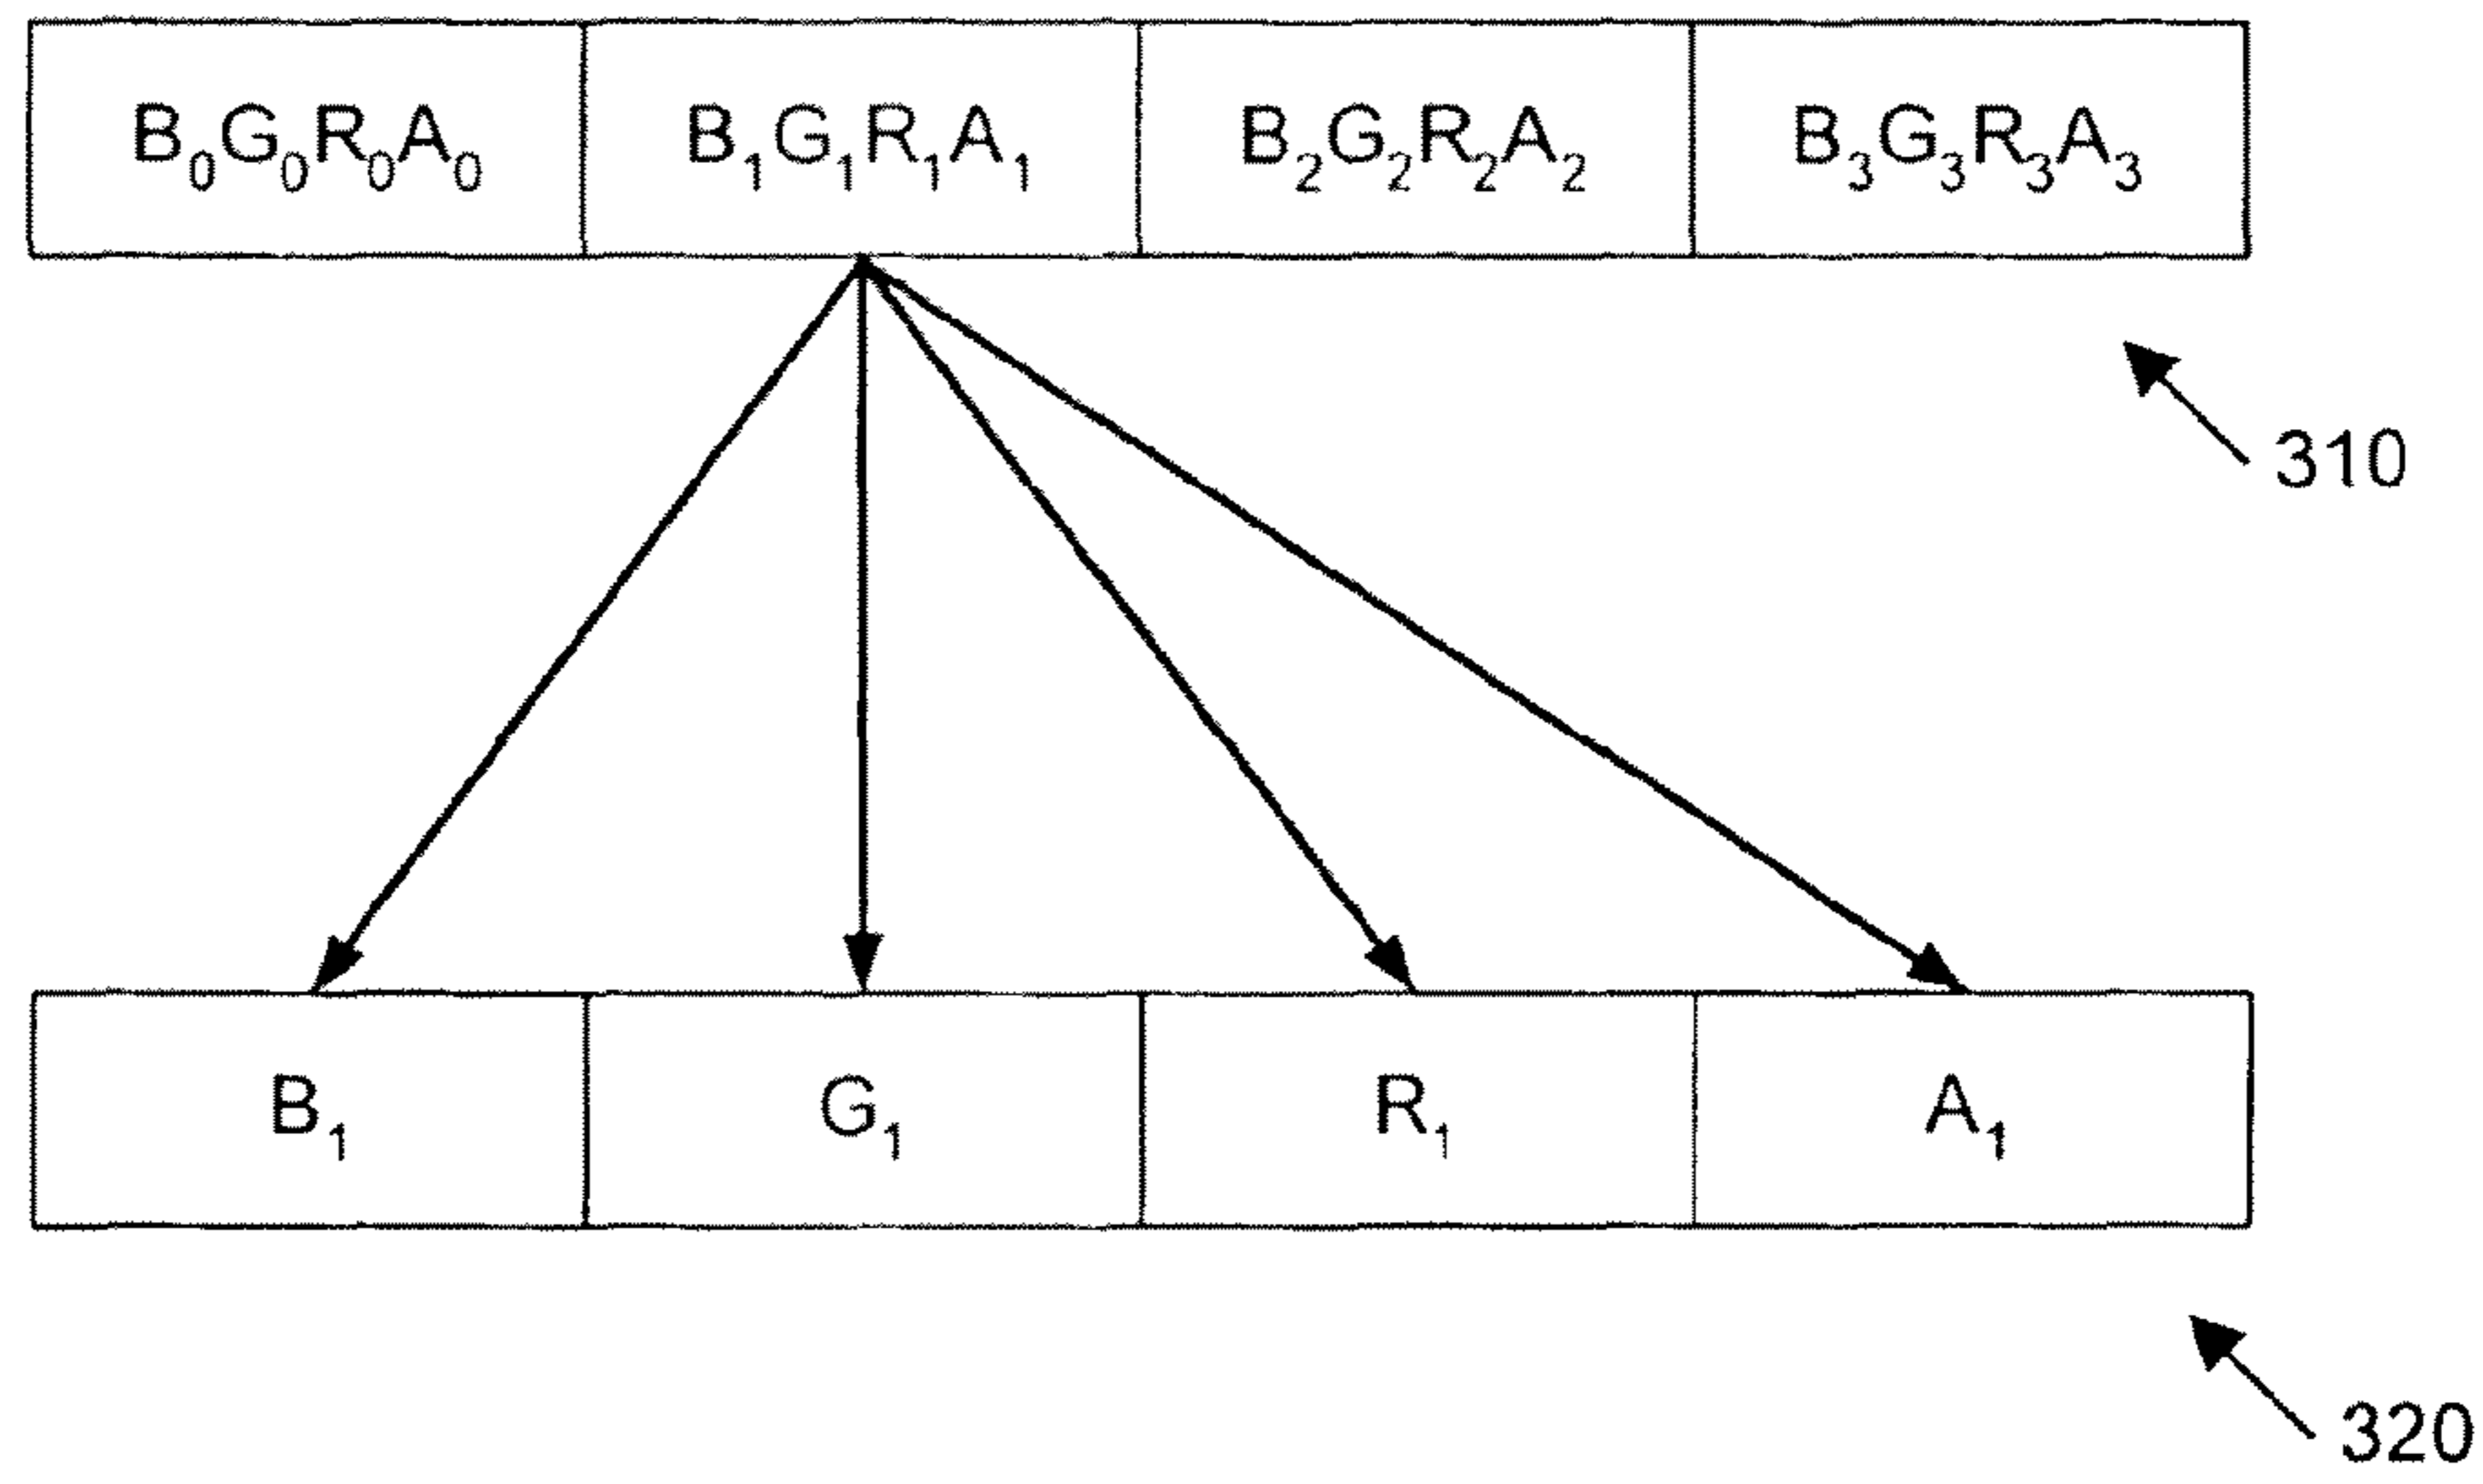 B₀G₀R₀A₀ B₁G₁R₁A₁ B₂G₂R₂A₂ B₃G₃R₃A₃
310
B₁ G₁ R₁ A₁
320